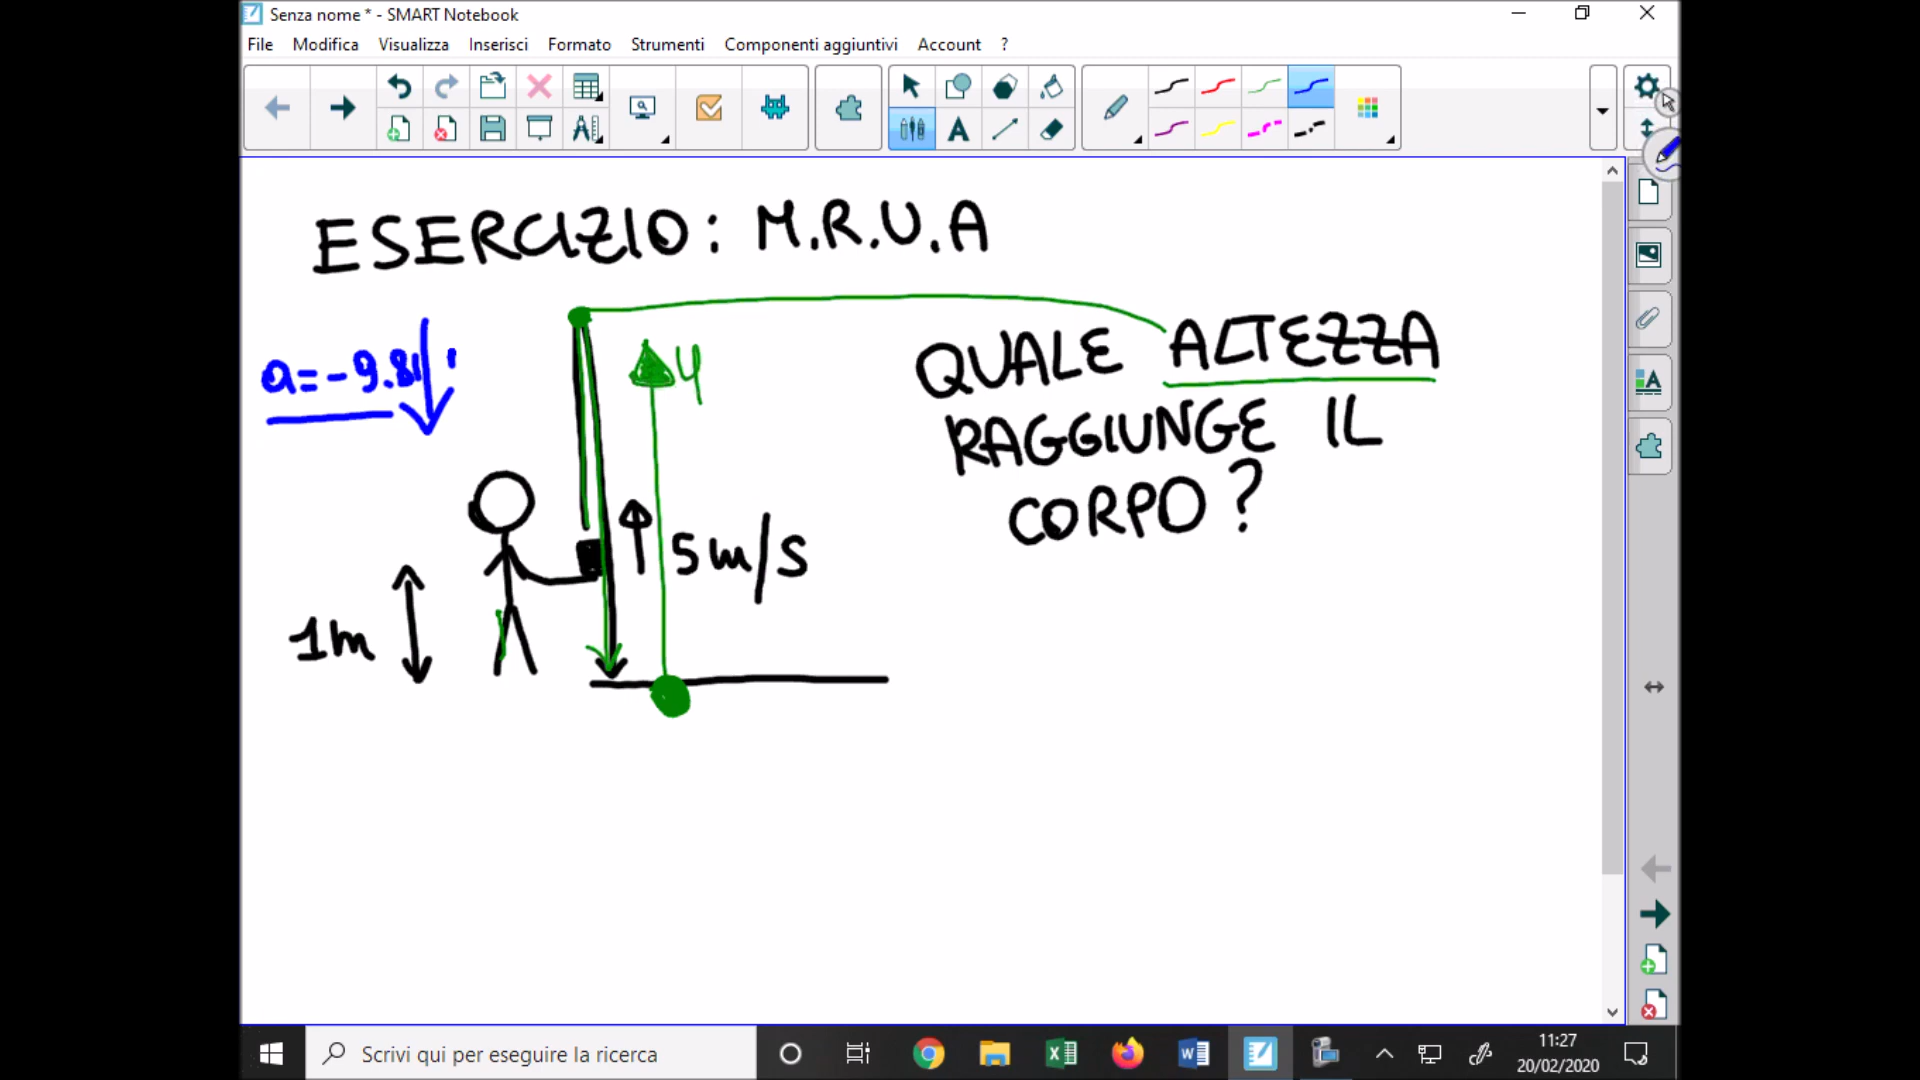 Senza nome * - SMART Notebook
File Modifica Visualizza Inserisci Formato Strumenti Componenti aggiuntivi Account ?
ESERCIZIO: M.R.U.A
a=-9.81
y
QUALE ALTEZZA
RAGGIUNGE IL
CORPO?
5m/s
1m
Scrivi qui per eseguire la ricerca
11:27
20/02/2020